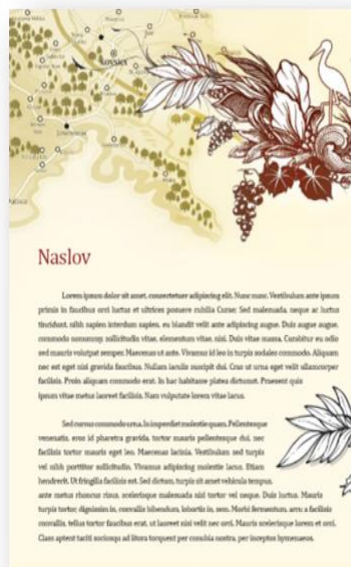 Naslov
Lorem ipsum dolor sit amet, consectetuer adipiscing elit. Nunc nunc. Vestibulum ante ipsum
primis in faucibus orci luctus et ultrices posuere cubilia Curae; Sed malesuada, neque ac luctus
tincidunt, nibh sapien interdum sapien, eu blandit velit ante adipiscing augue. Duis augue augue,
commodo nonummy, sollicitudin vitae, elementum vitae, nisi. Duis vitae massa. Curabitur eu odio
sed mauris volutpat semper. Maecenas ut ante. Vivamus id leo in turpis sodales commodo. Aliquam
nec est eget nisi gravida faucibus. Nullam iaculis suscipit dui. Cras ut urna eget velit ullamcorper
facilisis. Proin aliquam commodo erat. In hac habitasse platea dictumst. Praesent quis
ipsum vitae metus laoreet facilisis. Nam vulputate lorem vitae lacus.
Sed cursus commodo urna. In imperdiet molestie quam. Pellentesque
venenatis, eros id pharetra gravida, tortor mauris pellentesque dui, nec
facilisis tortor mauris eget leo. Maecenas lacinia. Vestibulum sed turpis
vel nibh porttitor sollicitudin. Vivamus adipiscing molestie lacus. Etiam
hendrerit. Ut fringilla facilisis est. Sed dictum, turpis sit amet vehicula tempus,
ante metus rhoncus risus, scelerisque malesuada nisl tortor vel neque. Duis luctus. Mauris
turpis tortor, dignissim in, convallis bibendum, lobortis in, sem. Morbi fermentum, arcu a facilisis
convallis, tellus tortor faucibus erat, ut laoreet nisi velit nec orci. Mauris scelerisque lorem et orci.
Class aptent taciti sociosqu ad litora torquent per conubia nostra, per inceptos hymenaeos.